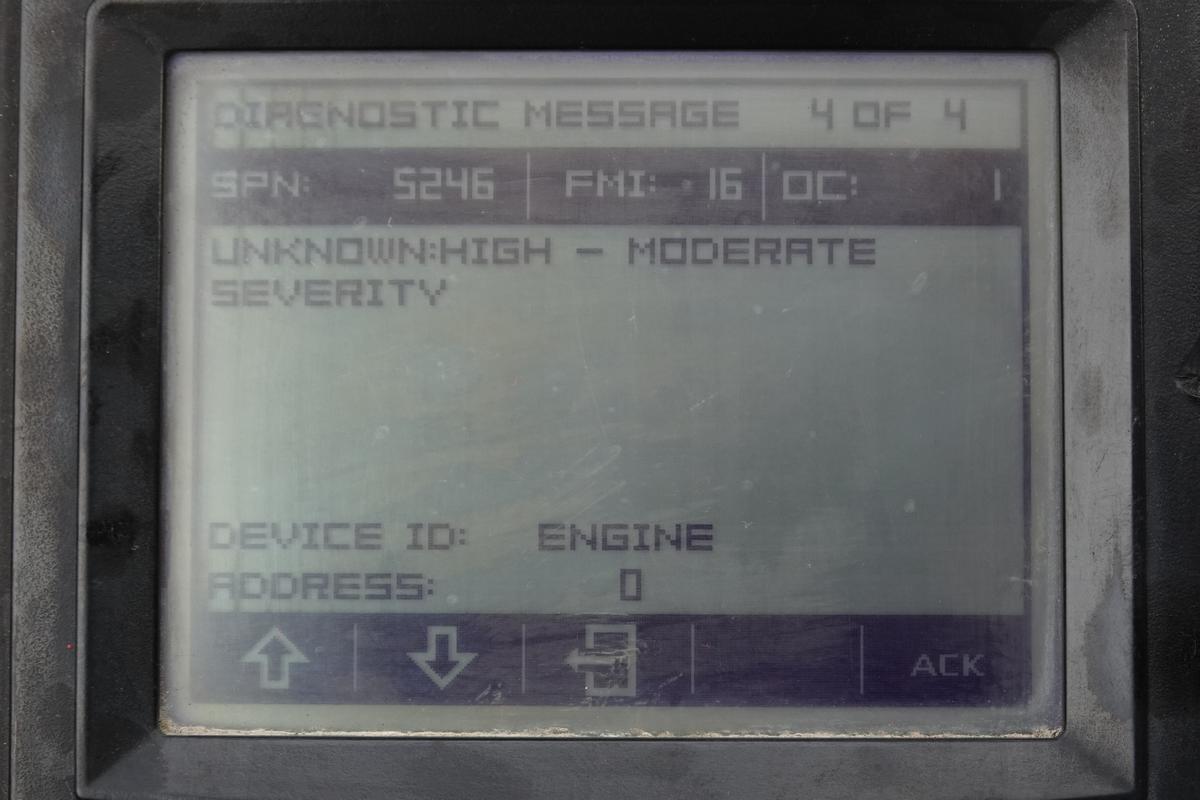 DIAGNOSTIC MESSAGE 4 OF 4
SPN: 5246 FMI: 16 OC: 1
UNKNOWN:HIGH - MODERATE
SEVERITY
DEVICE ID: ENGINE
ADDRESS: 0
ACK